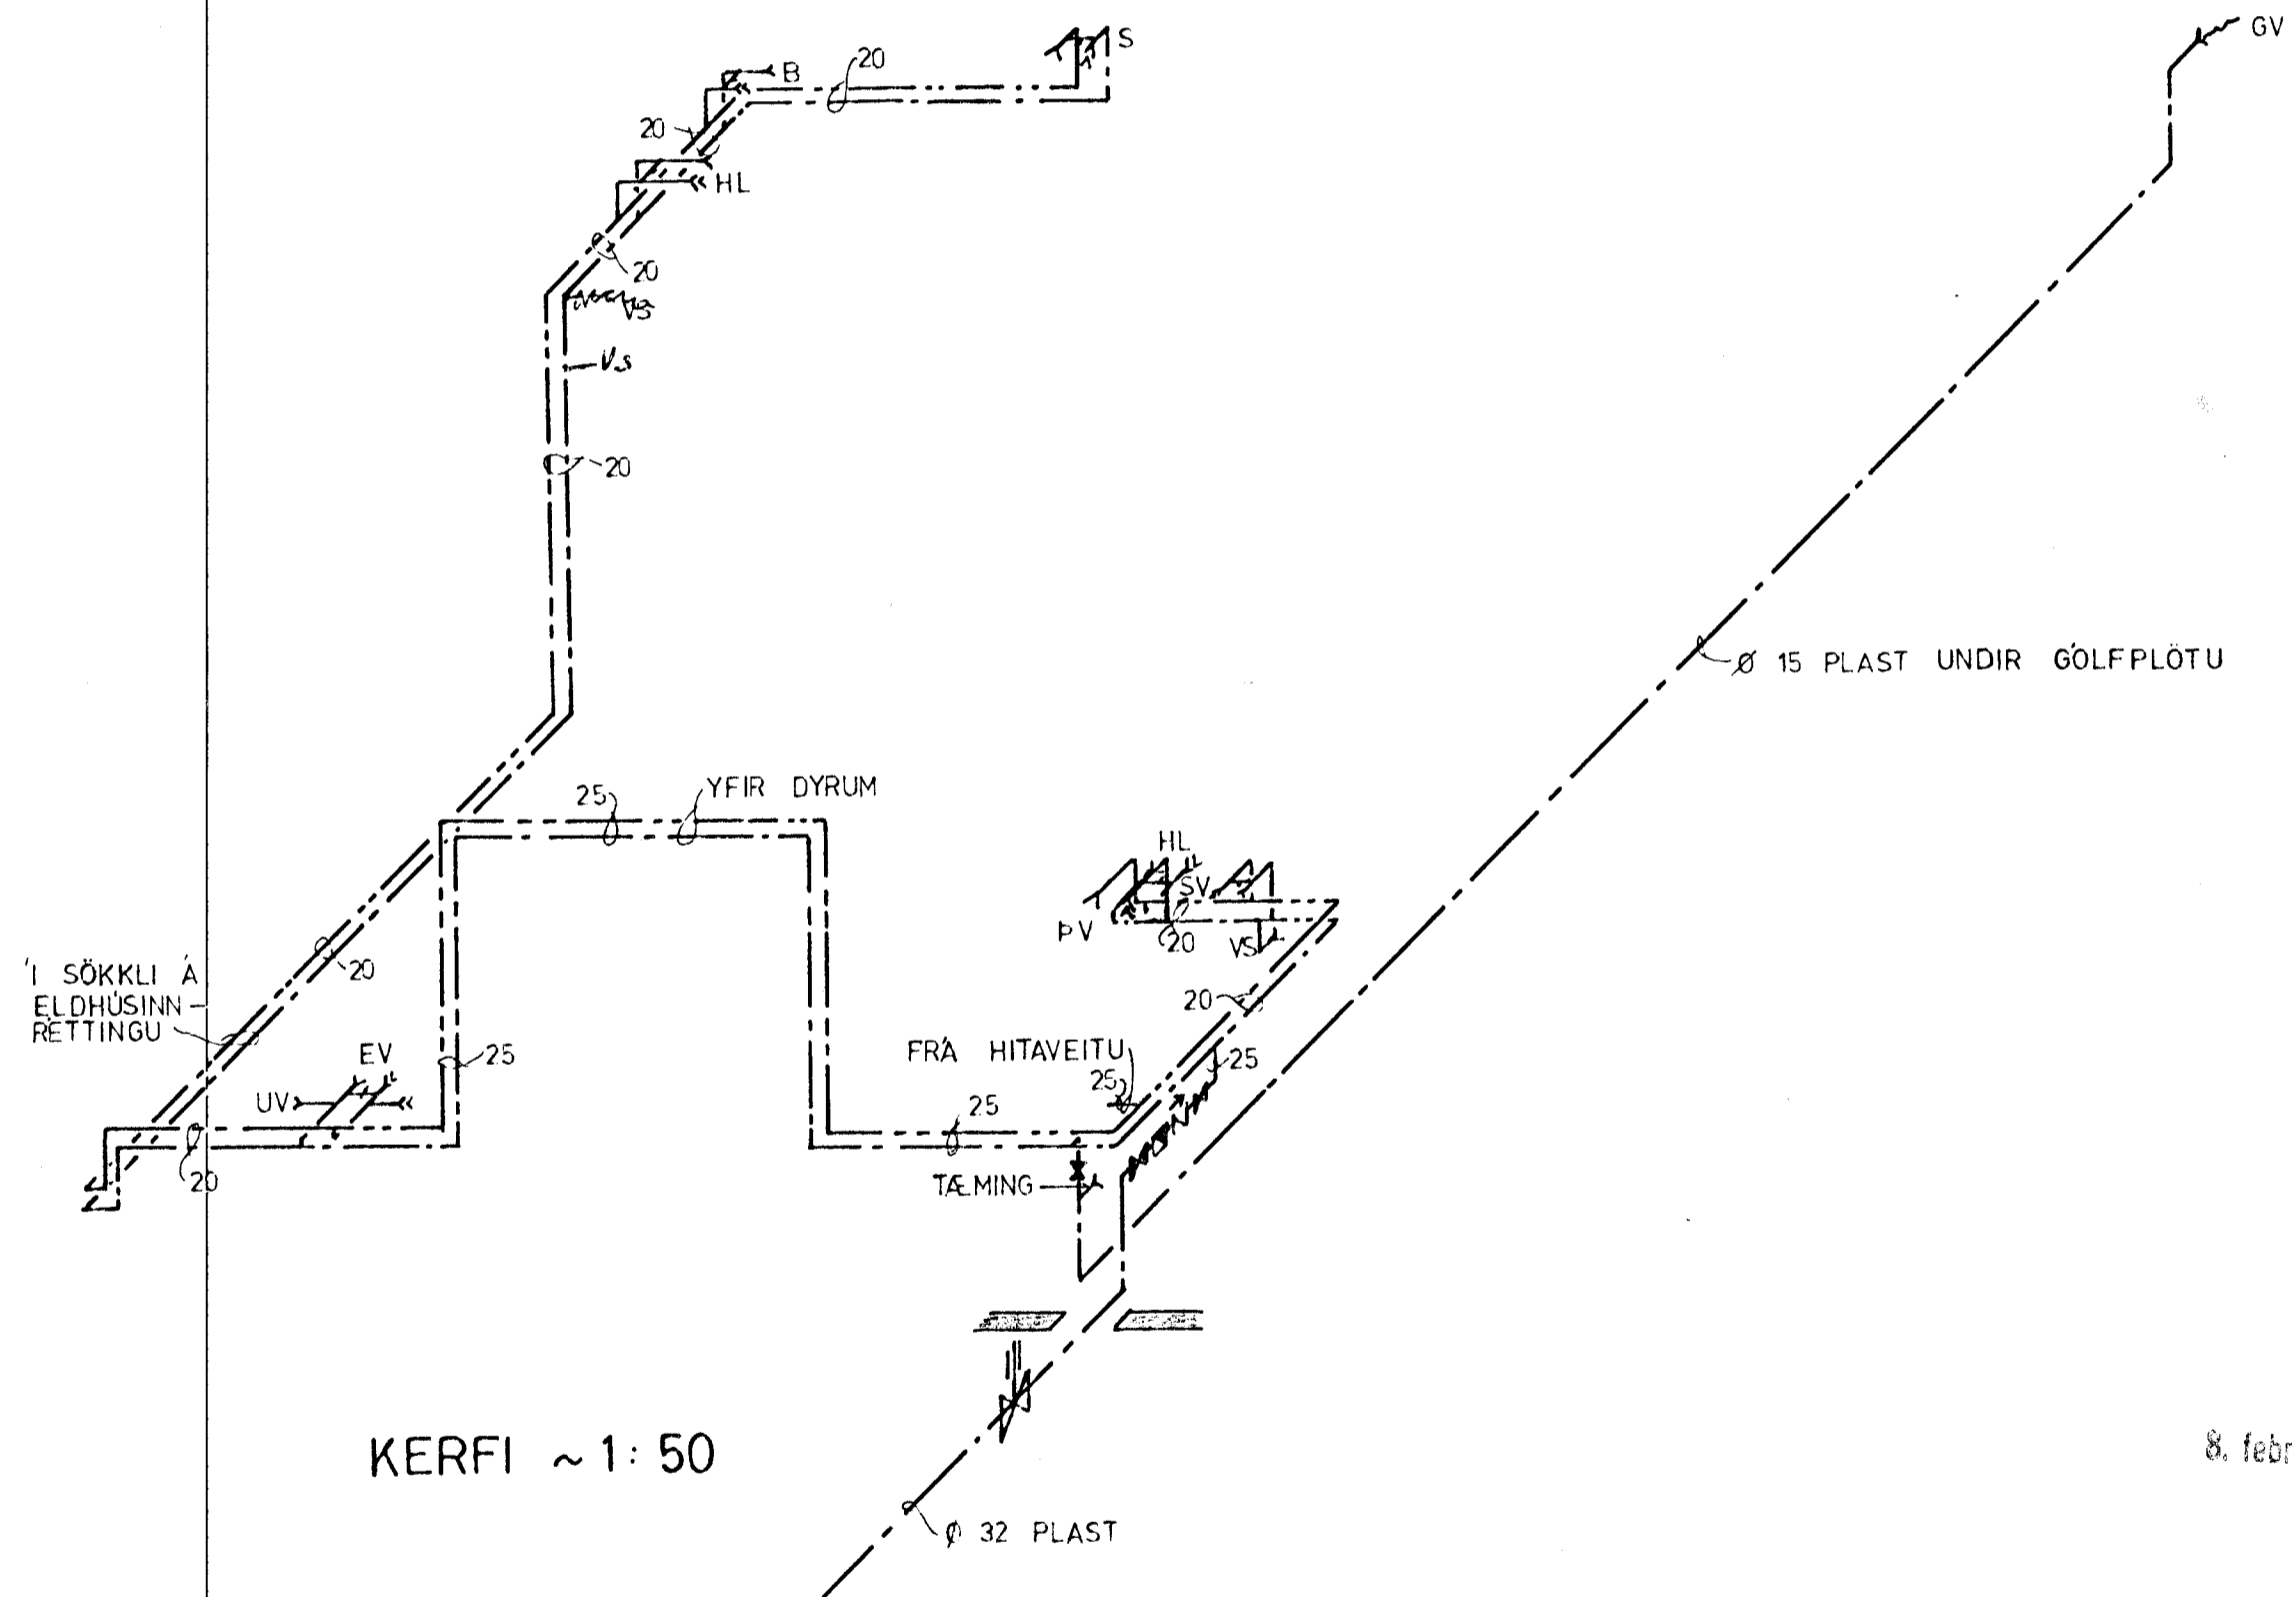 GV
S
20
B
20
HL
20
VS
Vs
20
Ø 15 PLAST UNDIR GÓLFPLÖTU
25
YFIR DYRUM
HL
SV
ÞV
20
VS
20
Í SÖKKLI Á
ELDHÚSINN
RÉTTINGU
20
FRÁ HITAVEITU
25
25
EV
25
UV
25
20
TÆMING
KERFI ~ 1:50
8. febr
Ø 32 PLAST